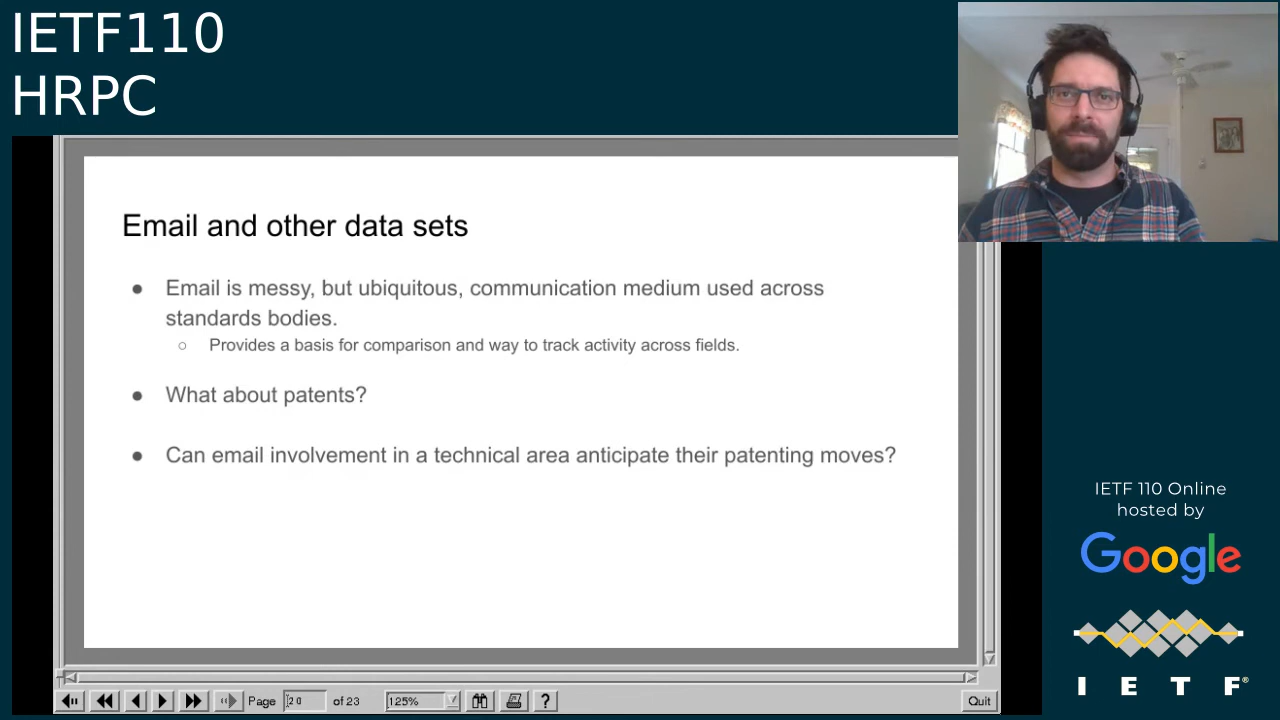 IETF110
HRPC
Email and other data sets
● Email is messy, but ubiquitous, communication medium used across
standards bodies.
○ Provides a basis for comparison and way to track activity across fields.
● What about patents?
● Can email involvement in a technical area anticipate their patenting moves?
IETF 110 Online
hosted by
Google
I E T F®
Page 20 of 23 125% ? Quit